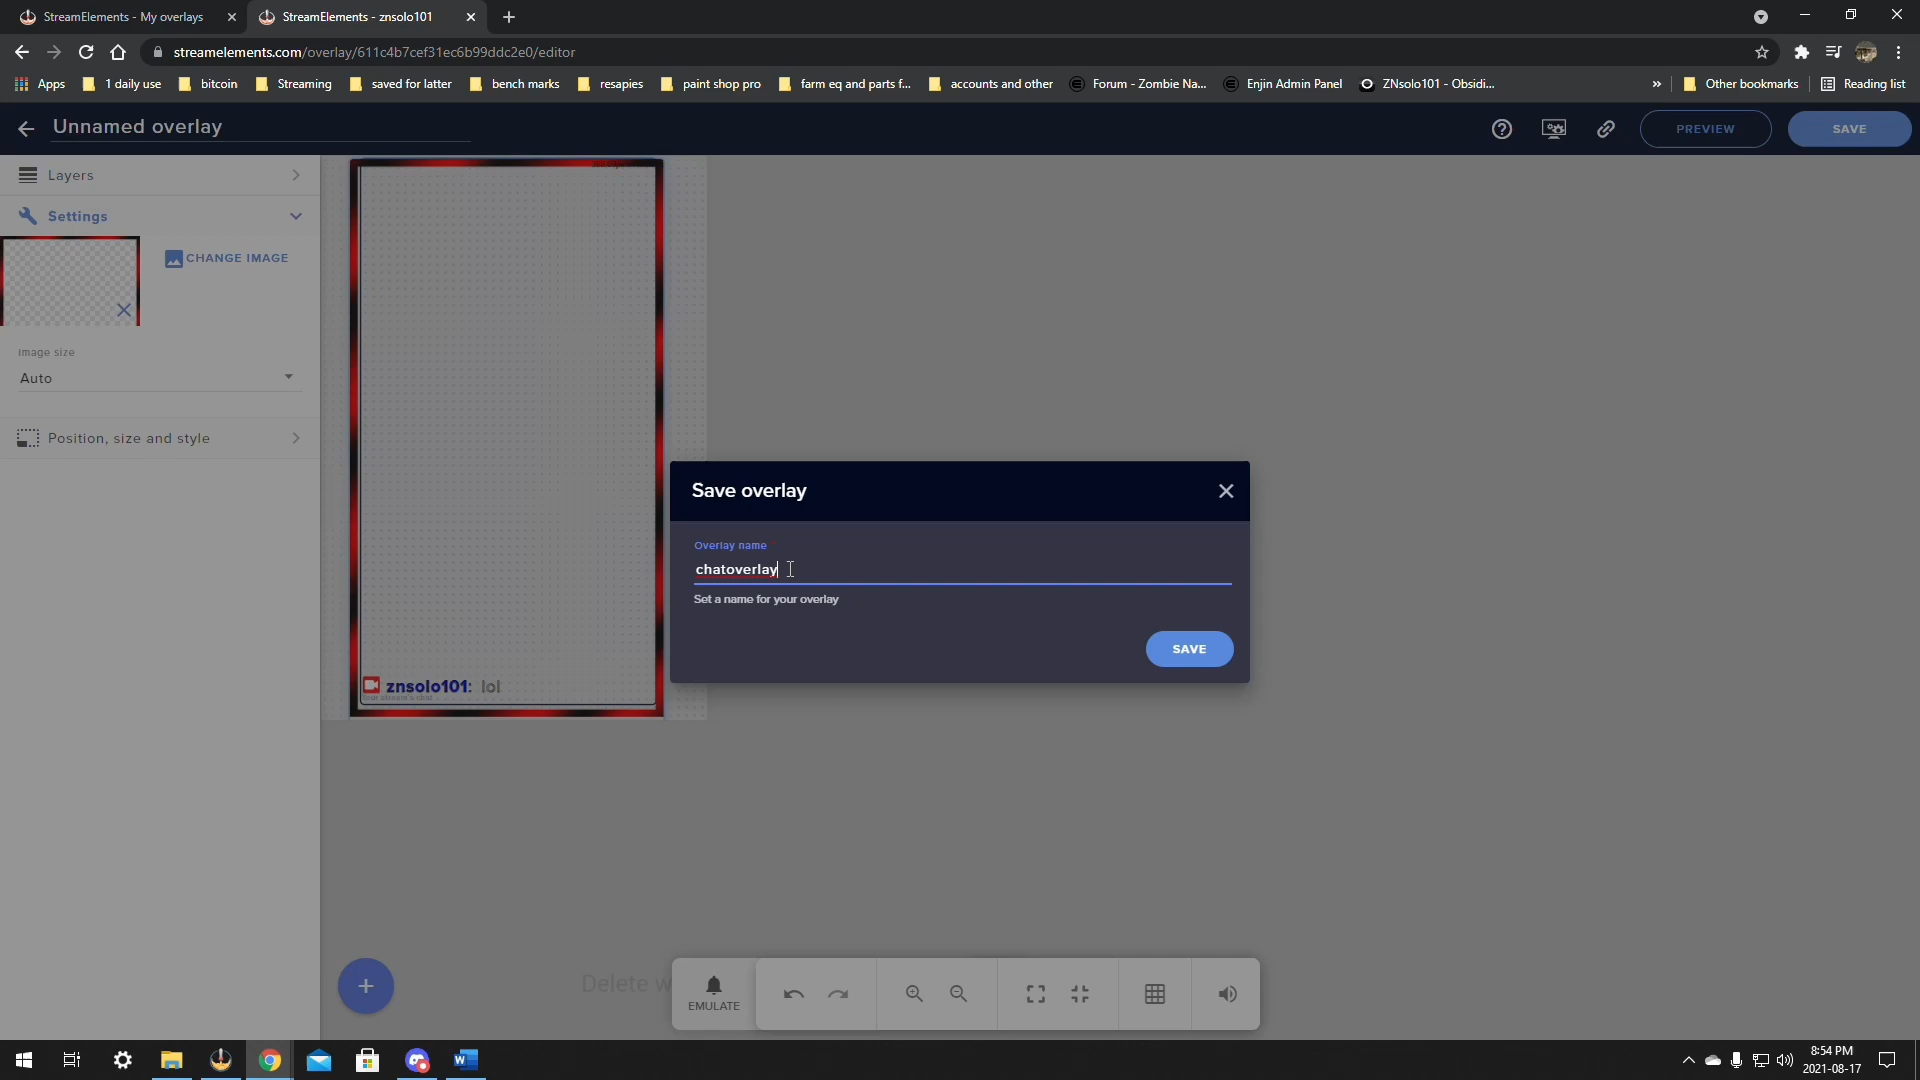 StreamElements - My overlays
StreamElements - znsolo101
streamelements.com/overlay/611c4b7cef31ec6b99ddc2e0/editor
Apps
1 daily use
bitcoin
Streaming
saved for latter
bench marks
resapies
paint shop pro
farm eq and parts f...
accounts and other
Forum - Zombie Na...
Enjin Admin Panel
ZNsolo101 - Obsidi...
»
Other bookmarks
Reading list
Unnamed overlay
PREVIEW
SAVE
Layers
Settings
CHANGE IMAGE
Image size
Auto
Position, size and style
Save overlay
Overlay name *
chatoverlay
Set a name for your overlay
SAVE
znsolo101: lol
Your stream's chat
Delete w
EMULATE
8:54 PM
2021-08-17